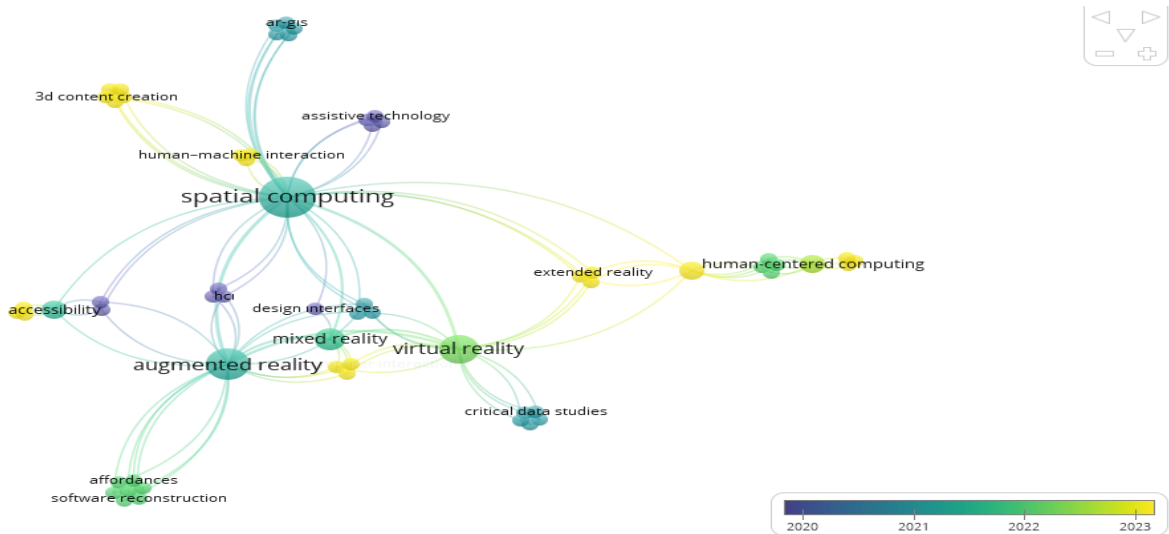 ar-gis
3d content creation
assistive technology
human–machine interaction
spatial computing
extended reality
human-centered computing
accessibility
hci
design interfaces
mixed reality
virtual reality
augmented reality
critical data studies
affordances
software reconstruction
2020
2021
2022
2023